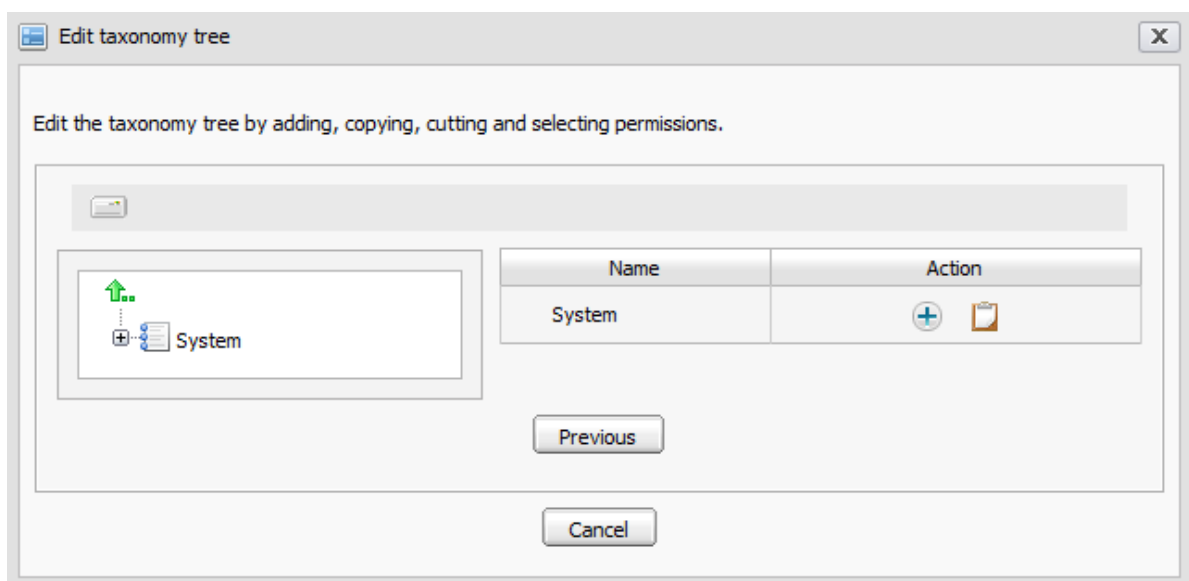 Edit taxonomy tree
X
Edit the taxonomy tree by adding, copying, cutting and selecting permissions.
Name Action
System
System
Previous
Cancel